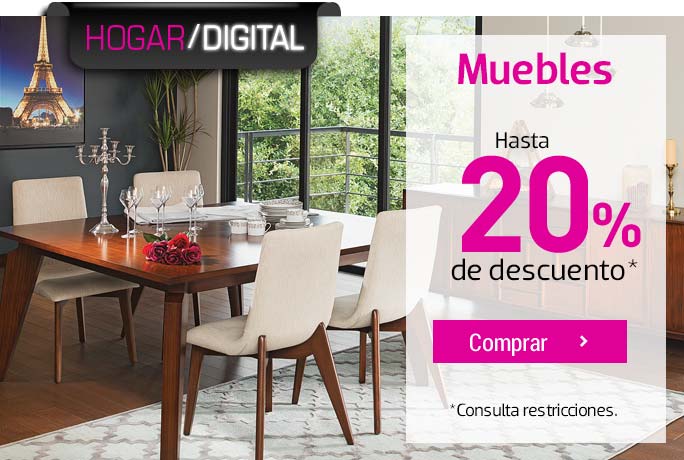 HOGAR/DIGITAL
Muebles
Hasta
20%
de descuento*
Comprar >
*Consulta restricciones.